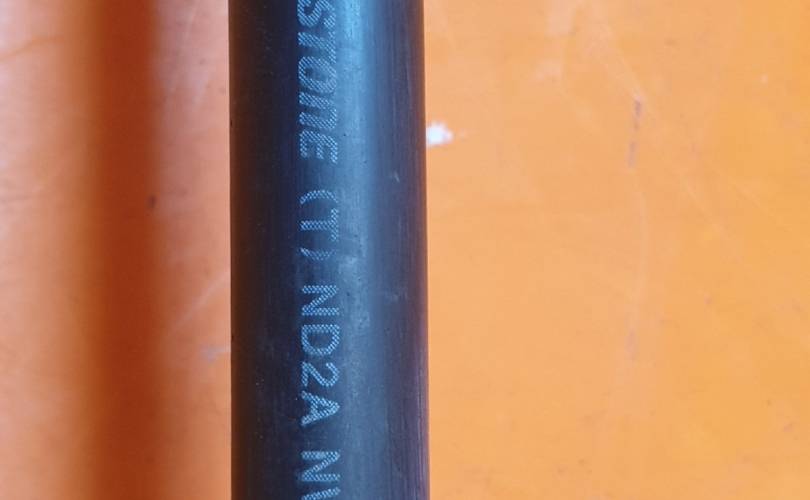 STONE (T) ND2A